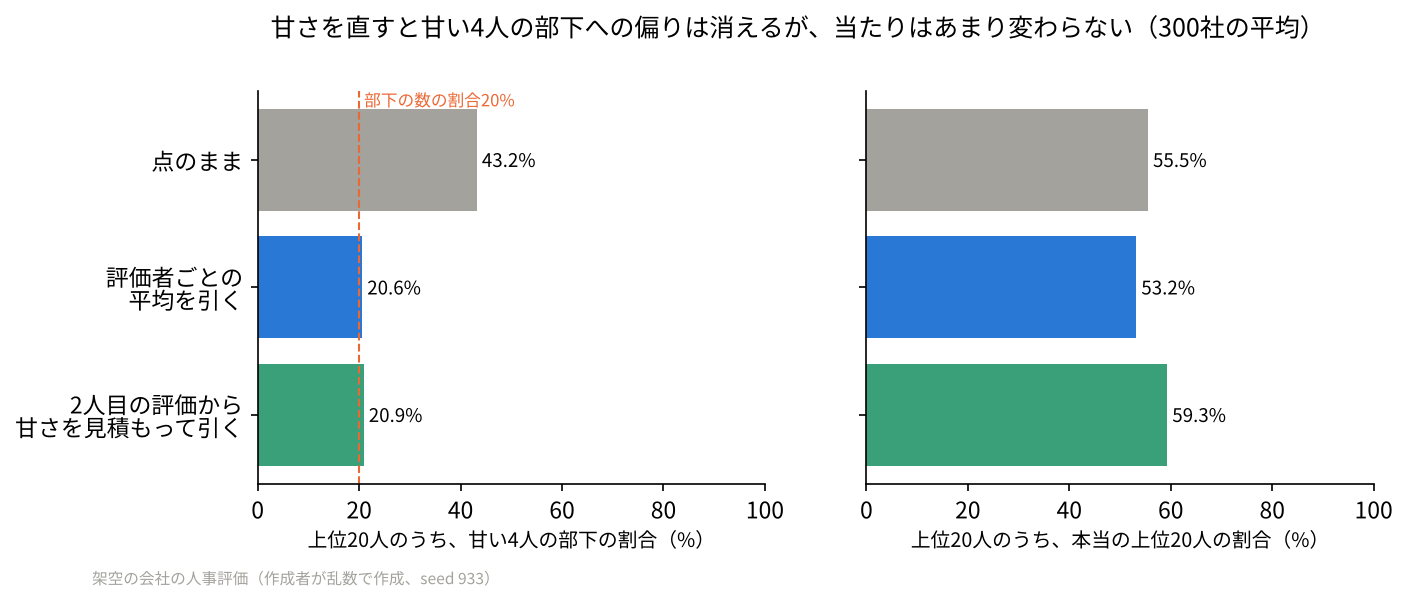 甘さを直すと甘い4人の部下への偏りは消えるが、当たりはあまり変わらない（300社の平均）
部下の数の割合20%
点のまま
43.2%
評価者ごとの
平均を引く
20.6%
2人目の評価から
甘さを見積もって引く
20.9%
0 20 40 60 80 100
上位20人のうち、甘い4人の部下の割合（%）
55.5%
53.2%
59.3%
0 20 40 60 80 100
上位20人のうち、本当の上位20人の割合（%）
架空の会社の人事評価（作成者が乱数で作成、seed 933）